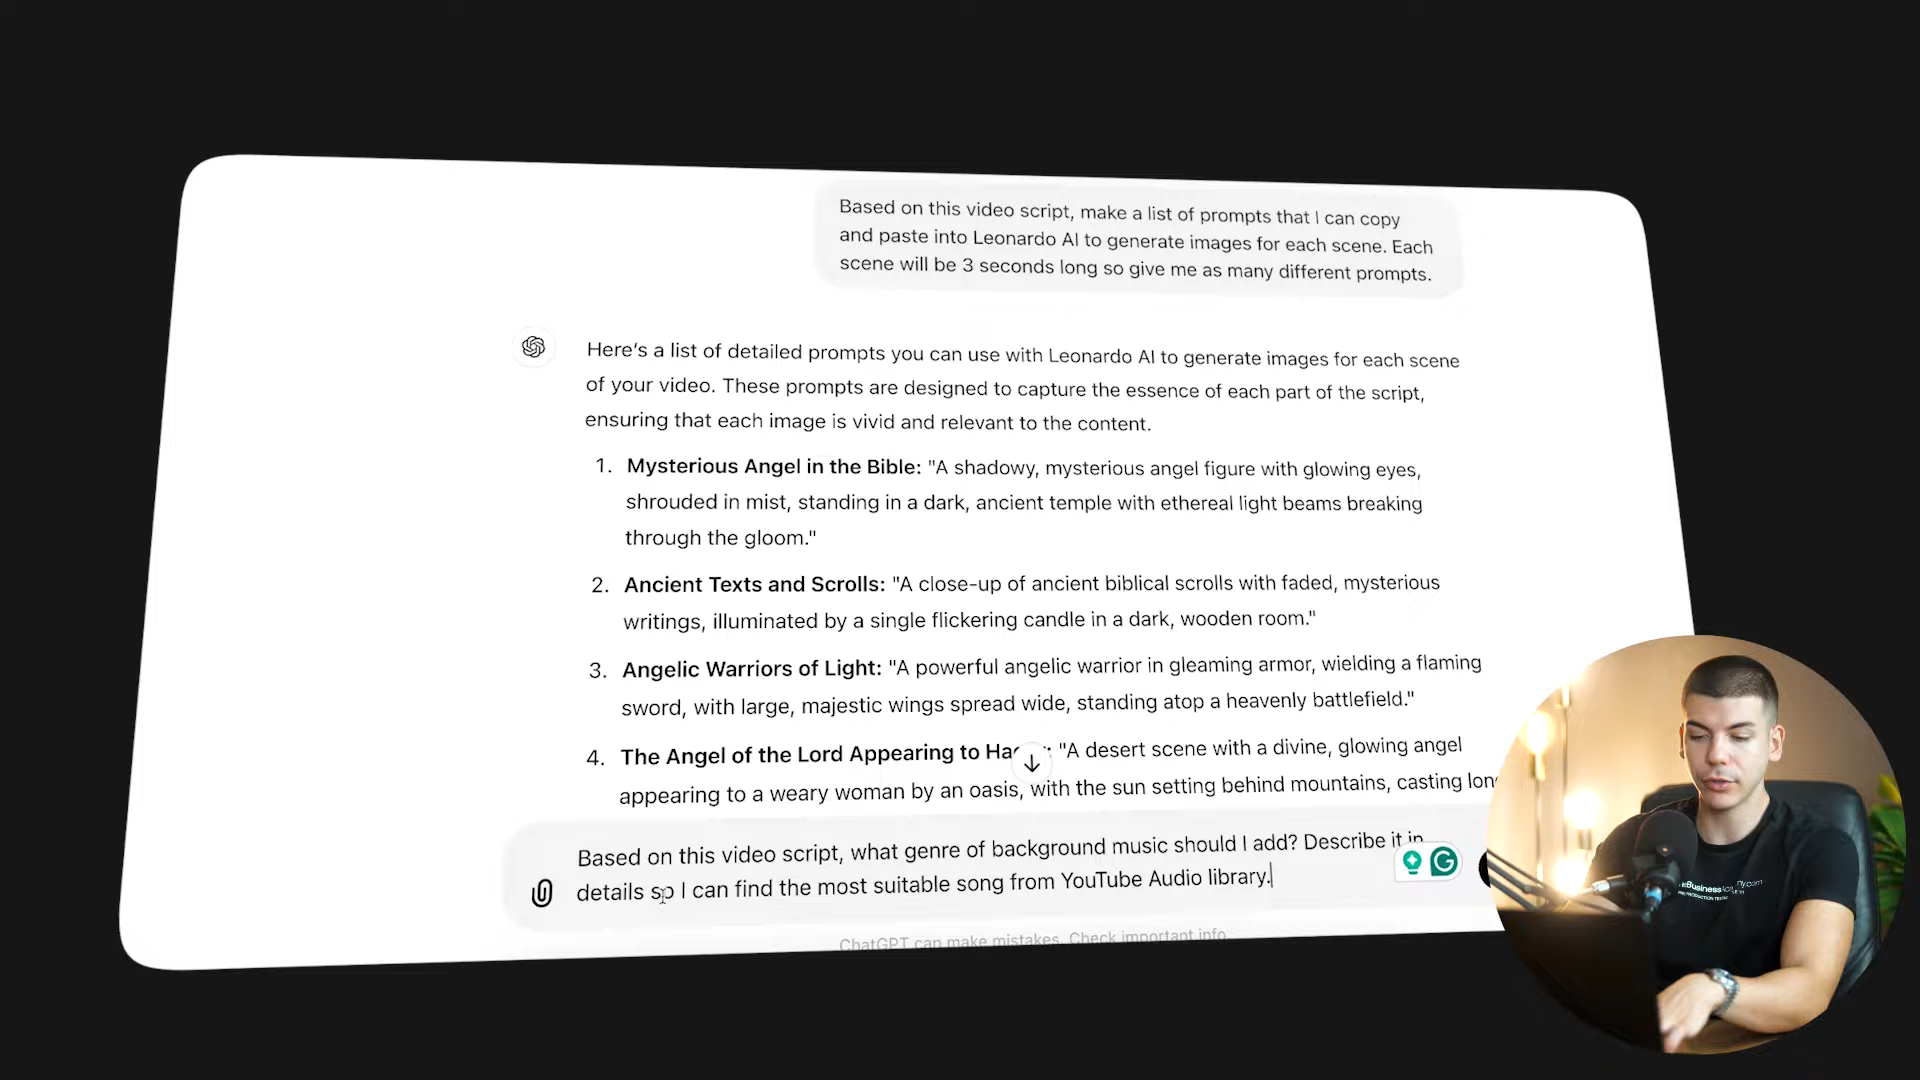 Based on this video script, make a list of prompts that I can copy
and paste into Leonardo AI to generate images for each scene. Each
scene will be 3 seconds long so give me as many different prompts.
Here's a list of detailed prompts you can use with Leonardo AI to generate images for each scene
of your video. These prompts are designed to capture the essence of each part of the script,
ensuring that each image is vivid and relevant to the content.
1. Mysterious Angel in the Bible: "A shadowy, mysterious angel figure with glowing eyes,
shrouded in mist, standing in a dark, ancient temple with ethereal light beams breaking
through the gloom."
2. Ancient Texts and Scrolls: "A close-up of ancient biblical scrolls with faded, mysterious
writings, illuminated by a single flickering candle in a dark, wooden room."
3. Angelic Warriors of Light: "A powerful angelic warrior in gleaming armor, wielding a flaming
sword, with large, majestic wings spread wide, standing atop a heavenly battlefield."
4. The Angel of the Lord Appearing to : "A desert scene with a divine, glowing angel
appearing to a weary woman by an oasis, with the sun setting behind mountains, casting
Based on this video script, what genre of background music should I add? Describe it in
details so I can find the most suitable song from YouTube Audio library.
ChatGPT can make mistakes. Check important info.